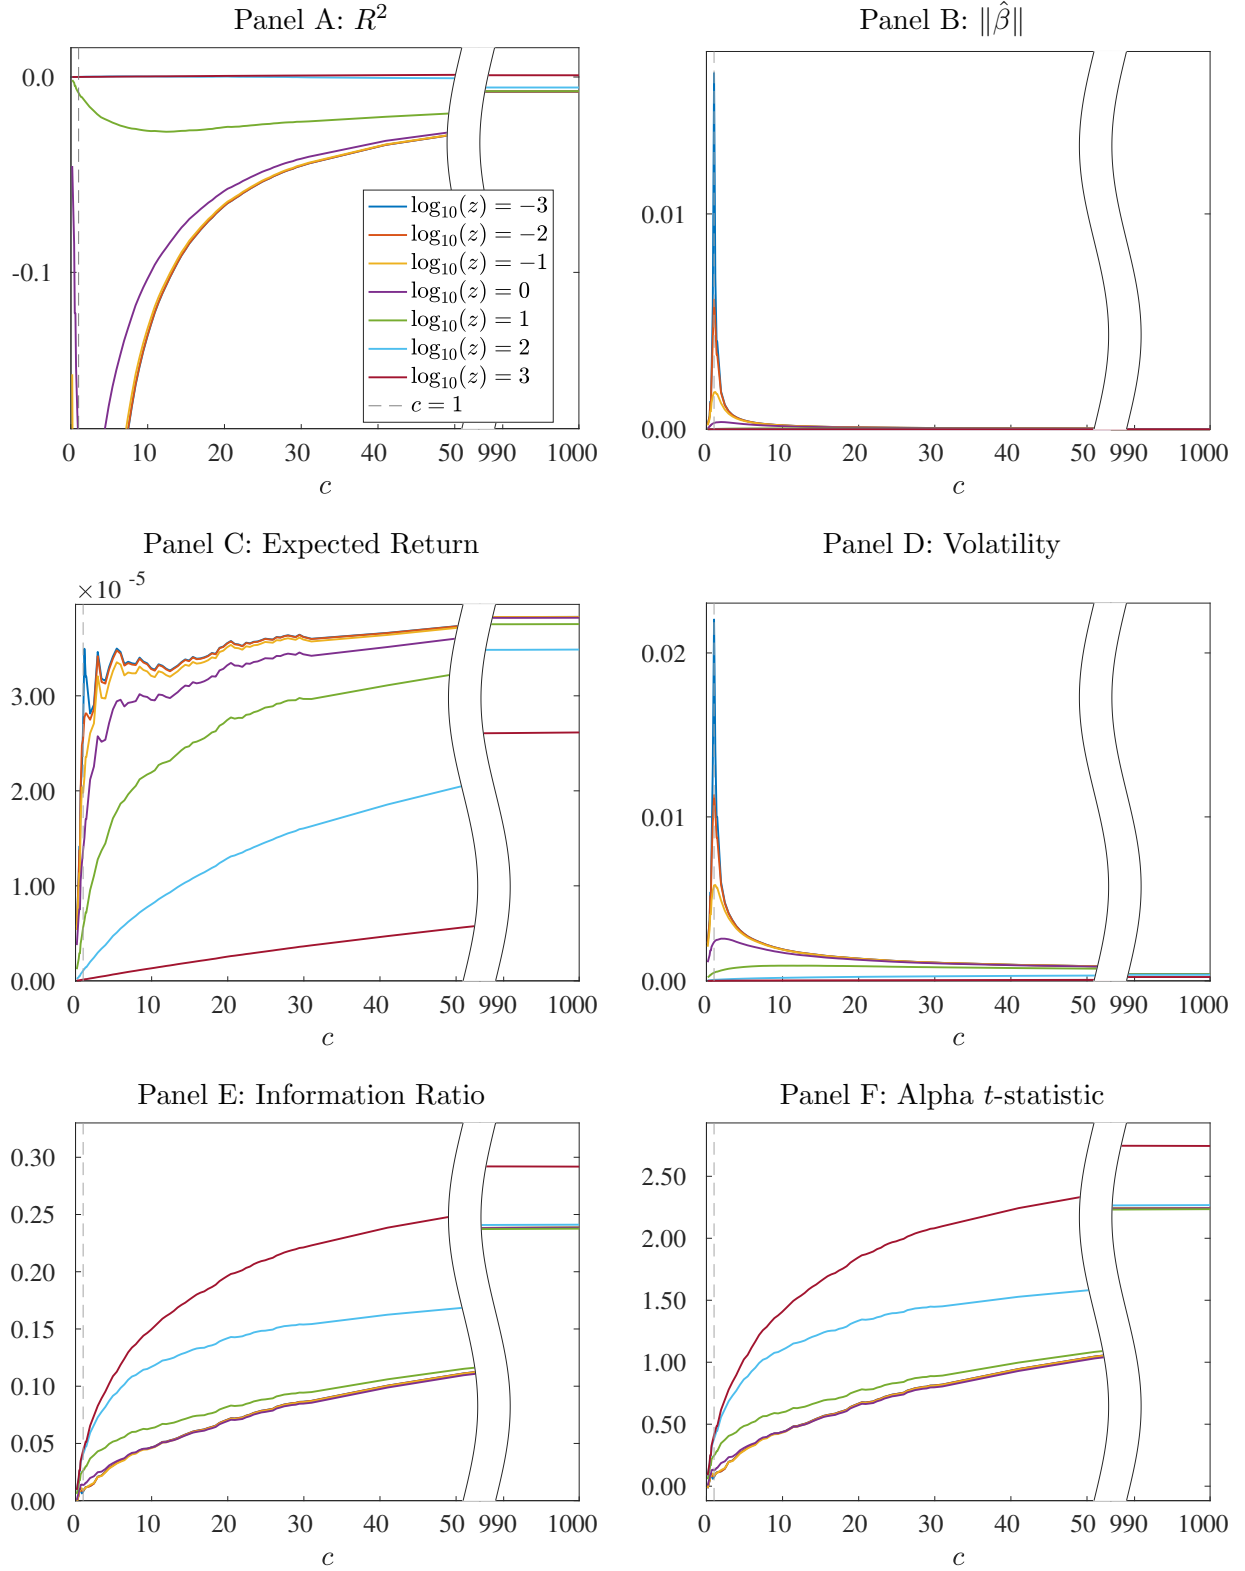 Panel A: R²
0.0
-0.1
log₁₀(z) = −3
log₁₀(z) = −2
log₁₀(z) = −1
log₁₀(z) = 0
log₁₀(z) = 1
log₁₀(z) = 2
log₁₀(z) = 3
c = 1
0 10 20 30 40 50 990 1000
c
Panel B: ‖β̂‖
0.01
0.00
0 10 20 30 40 50 990 1000
c
Panel C: Expected Return
×10 -5
3.00
2.00
1.00
0.00
0 10 20 30 40 50 990 1000
c
Panel D: Volatility
0.02
0.01
0.00
0 10 20 30 40 50 990 1000
c
Panel E: Information Ratio
0.30
0.25
0.20
0.15
0.10
0.05
0.00
0 10 20 30 40 50 990 1000
c
Panel F: Alpha t-statistic
2.50
2.00
1.50
1.00
0.50
0.00
0 10 20 30 40 50 990 1000
c